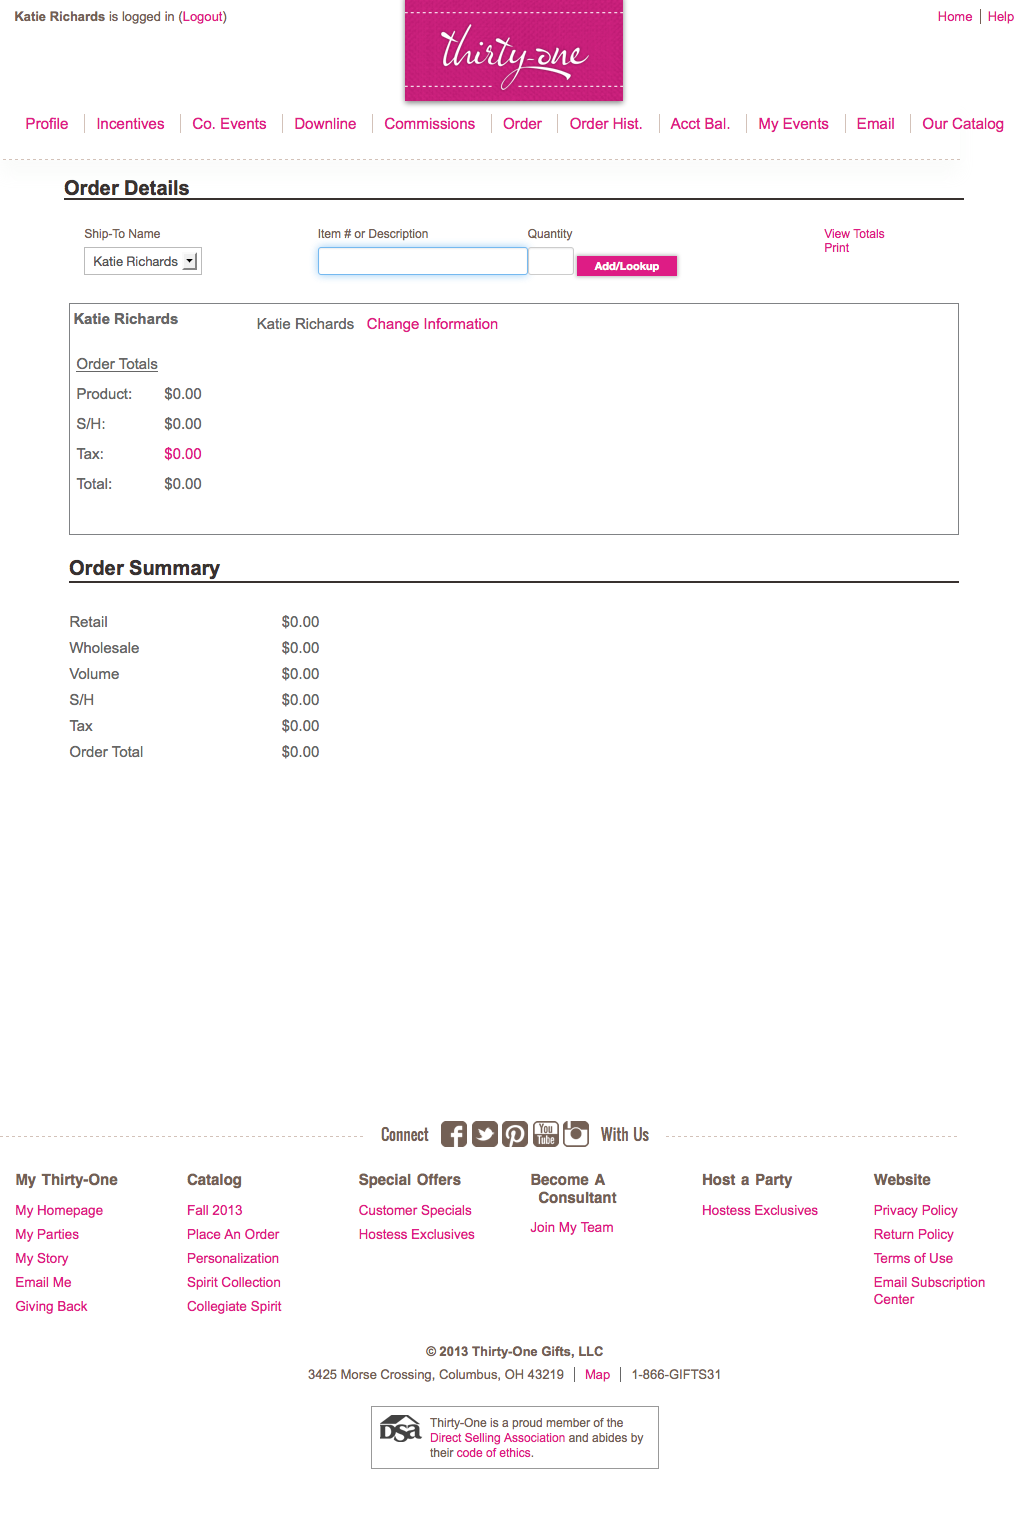 Katie Richards is logged in (Logout)
Home | Help
thirty-one
Profile | Incentives | Co. Events | Downline | Commissions | Order | Order Hist. | Acct Bal. | My Events | Email | Our Catalog
Order Details
Ship-To Name Item # or Description Quantity
Katie Richards
Add/Lookup
View Totals
Print
Katie Richards
Katie Richards Change Information
Order Totals
Product: $0.00
S/H: $0.00
Tax: $0.00
Total: $0.00
Order Summary
Retail $0.00
Wholesale $0.00
Volume $0.00
S/H $0.00
Tax $0.00
Order Total $0.00
Connect You Tube With Us
My Thirty-One
My Homepage
My Parties
My Story
Email Me
Giving Back
Catalog
Fall 2013
Place An Order
Personalization
Spirit Collection
Collegiate Spirit
Special Offers
Customer Specials
Hostess Exclusives
Become A
Consultant
Join My Team
Host a Party
Hostess Exclusives
Website
Privacy Policy
Return Policy
Terms of Use
Email Subscription
Center
© 2013 Thirty-One Gifts, LLC
3425 Morse Crossing, Columbus, OH 43219 | Map | 1-866-GIFTS31
DSA
Thirty-One is a proud member of the
Direct Selling Association and abides by
their code of ethics.